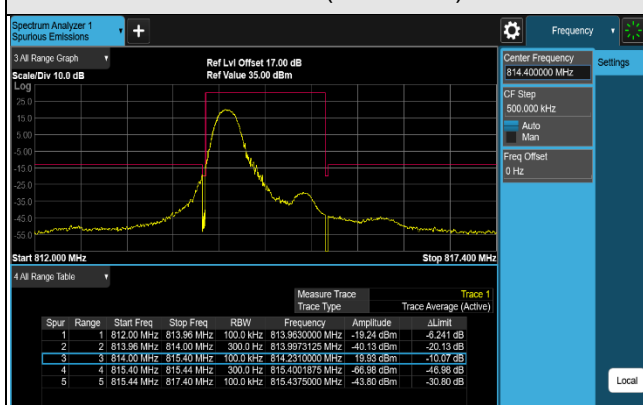 Spectrum Analyzer 1
Spurious Emissions
Frequency
3 All Range Graph
Ref Lvl Offset 17.00 dB
Scale/Div 10.0 dB
Ref Value 35.00 dBm
Log
25.0
15.0
5.00
-5.00
-15.0
-25.0
-35.0
-45.0
-55.0
Start 812.000 MHz
Stop 817.400 MHz
4 All Range Table
Measure Trace Trace 1
Trace Type Trace Average (Active)
Spur Range Start Freq Stop Freq RBW Frequency Amplitude ΔLimit
1 1 812.00 MHz 813.96 MHz 100.0 kHz 813.9630000 MHz -19.24 dBm -6.241 dB
2 2 813.96 MHz 814.00 MHz 300.0 Hz 813.9973125 MHz -40.13 dBm -20.13 dB
3 3 814.00 MHz 815.40 MHz 100.0 kHz 814.2310000 MHz 19.93 dBm -10.07 dB
4 4 815.40 MHz 815.44 MHz 300.0 Hz 815.4001875 MHz -66.98 dBm -46.98 dB
5 5 815.44 MHz 817.40 MHz 100.0 kHz 815.4375000 MHz -43.80 dBm -30.80 dB
Center Frequency
814.400000 MHz
Settings
CF Step
500.000 kHz
Auto
Man
Freq Offset
0 Hz
Local